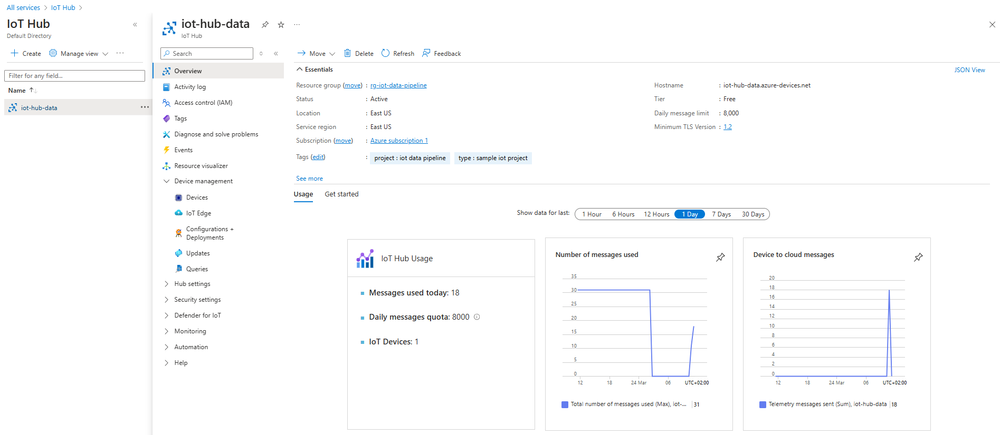 All services > IoT Hub >
IoT Hub
Default Directory
Create Manage view ...
Filter for any field...
Name
iot-hub-data ...
iot-hub-data ...
IoT Hub
Search
Overview
Activity log
Access control (IAM)
Tags
Diagnose and solve problems
Events
Resource visualizer
Device management
Devices
IoT Edge
Configurations +
Deployments
Updates
Queries
Hub settings
Security settings
Defender for IoT
Monitoring
Automation
Help
Move Delete Refresh Feedback
Essentials
JSON View
Resource group (move) : rg-iot-data-pipeline
Status : Active
Location : East US
Service region : East US
Subscription (move) : Azure subscription 1
Tags (edit) : project : iot data pipeline type : sample iot project
Hostname : iot-hub-data.azure-devices.net
Tier : Free
Daily message limit : 8,000
Minimum TLS Version : 1.2
See more
Usage Get started
Show data for last: 1 Hour 6 Hours 12 Hours 1 Day 7 Days 30 Days
IoT Hub Usage
Messages used today: 18
Daily messages quota: 8000
IoT Devices: 1
Number of messages used
35
30
25
20
15
10
5
0
12 18 24 Mar 06 UTC+02:00
Total number of messages used (Max), iot-... 31
Device to cloud messages
20
18
16
14
12
10
8
6
4
2
0
12 18 24 Mar 06 UTC+02:00
Telemetry messages sent (Sum), iot-hub-data 18